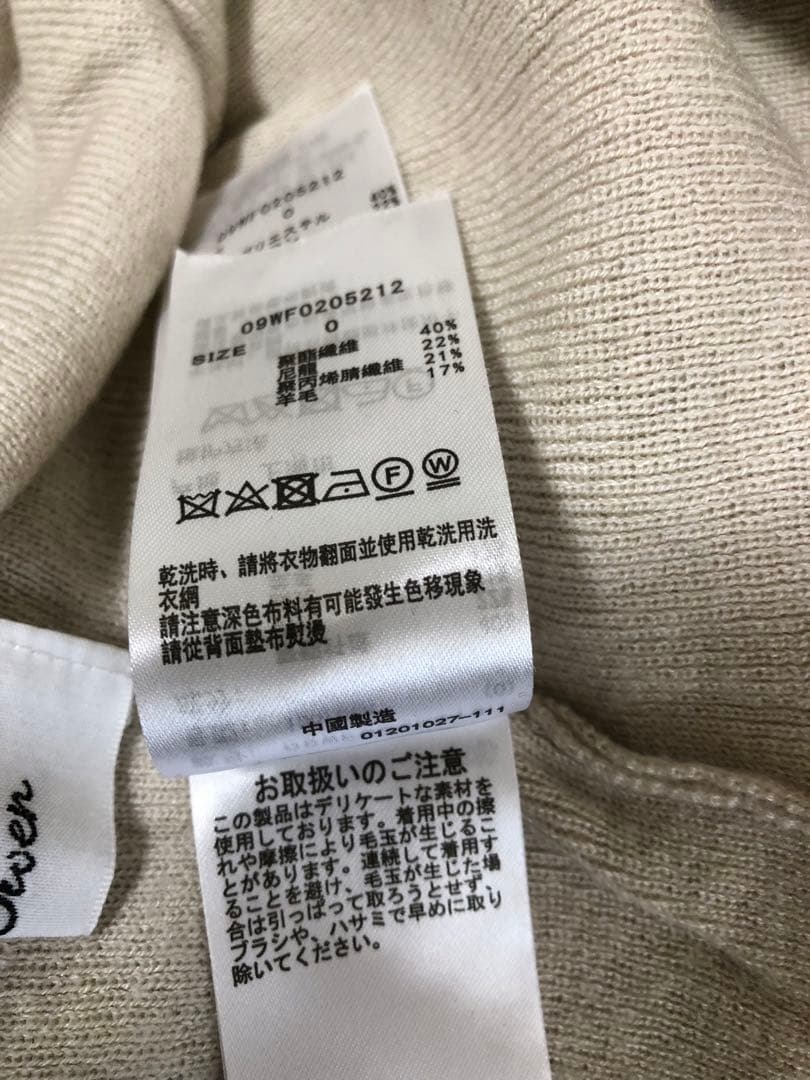 09WF0205212
0
ポリエステル
09WF0205212
SIZE 0
聚酯纖維 40%
尼龍 22%
聚丙烯腈纖維 21%
羊毛 17%
F W
乾洗時、請將衣物翻面並使用乾洗用洗
衣網
請注意深色布料有可能發生色移現象
請從背面墊布熨燙
中國製造
01201027-111
お取扱いのご注意
この製品はデリケートな素材を
使用しております。着用中の擦
れや摩擦により毛玉が生じるこ
とがあります。連続して着用す
ることを避け、毛玉が生じた場
合は引っぱって取ろうとせず、
ブラシや、ハサミで早めに取り
除いてください。